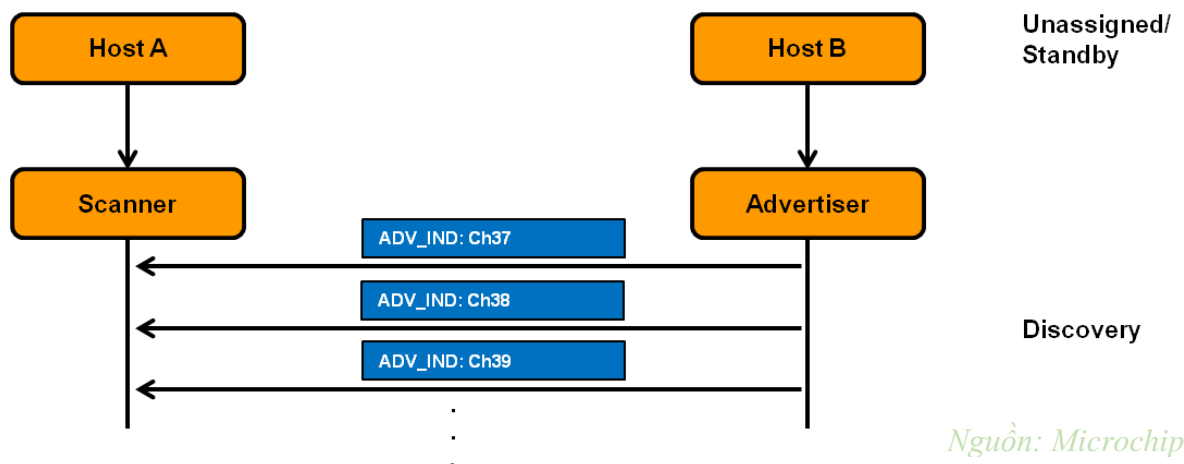 Host A
Host B
Unassigned/
Standby
Scanner
Advertiser
ADV_IND: Ch37
ADV_IND: Ch38
Discovery
ADV_IND: Ch39
Nguồn: Microchip